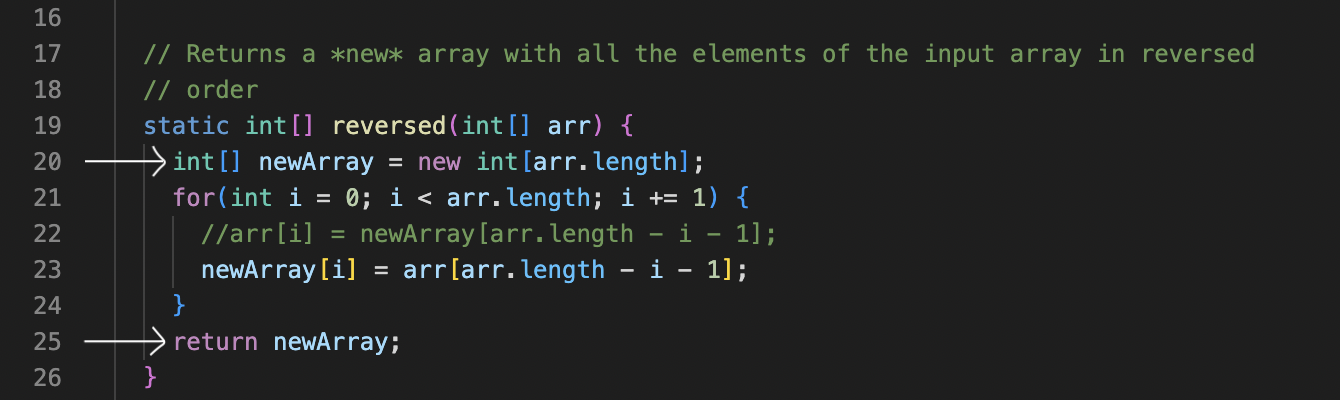 16
17 // Returns a *new* array with all the elements of the input array in reversed
18 // order
19 static int[] reversed(int[] arr) {
20 int[] newArray = new int[arr.length];
21 for(int i = 0; i < arr.length; i += 1) {
22 //arr[i] = newArray[arr.length - i - 1];
23 newArray[i] = arr[arr.length - i - 1];
24 }
25 return newArray;
26 }